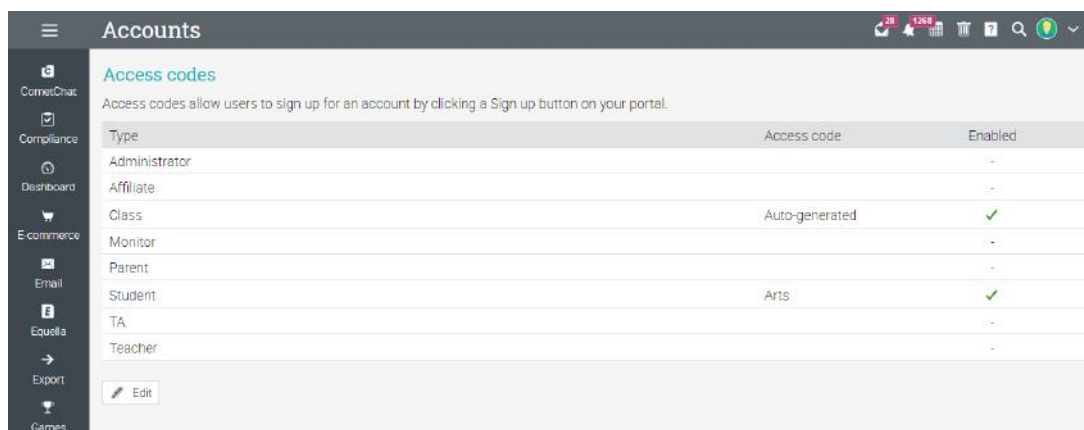 Accounts
28
1268
CometChat
Compliance
Dashboard
E-commerce
Email
Equella
Export
Games
Access codes
Access codes allow users to sign up for an account by clicking a Sign up button on your portal.
Type Access code Enabled
Administrator -
Affiliate -
Class Auto-generated ✓
Monitor -
Parent -
Student Arts ✓
TA -
Teacher -
Edit